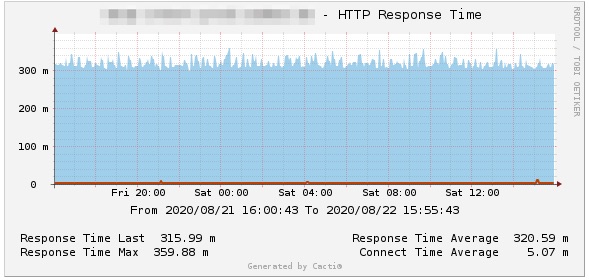 - HTTP Response Time
RRDTOOL / TOBI OETIKER
300 m
200 m
100 m
0
Fri 20:00 Sat 00:00 Sat 04:00 Sat 08:00 Sat 12:00
From 2020/08/21 16:00:43 To 2020/08/22 15:55:43
Response Time Last 315.99 m Response Time Average 320.59 m
Response Time Max 359.88 m Connect Time Average 5.07 m
Generated by Cacti®